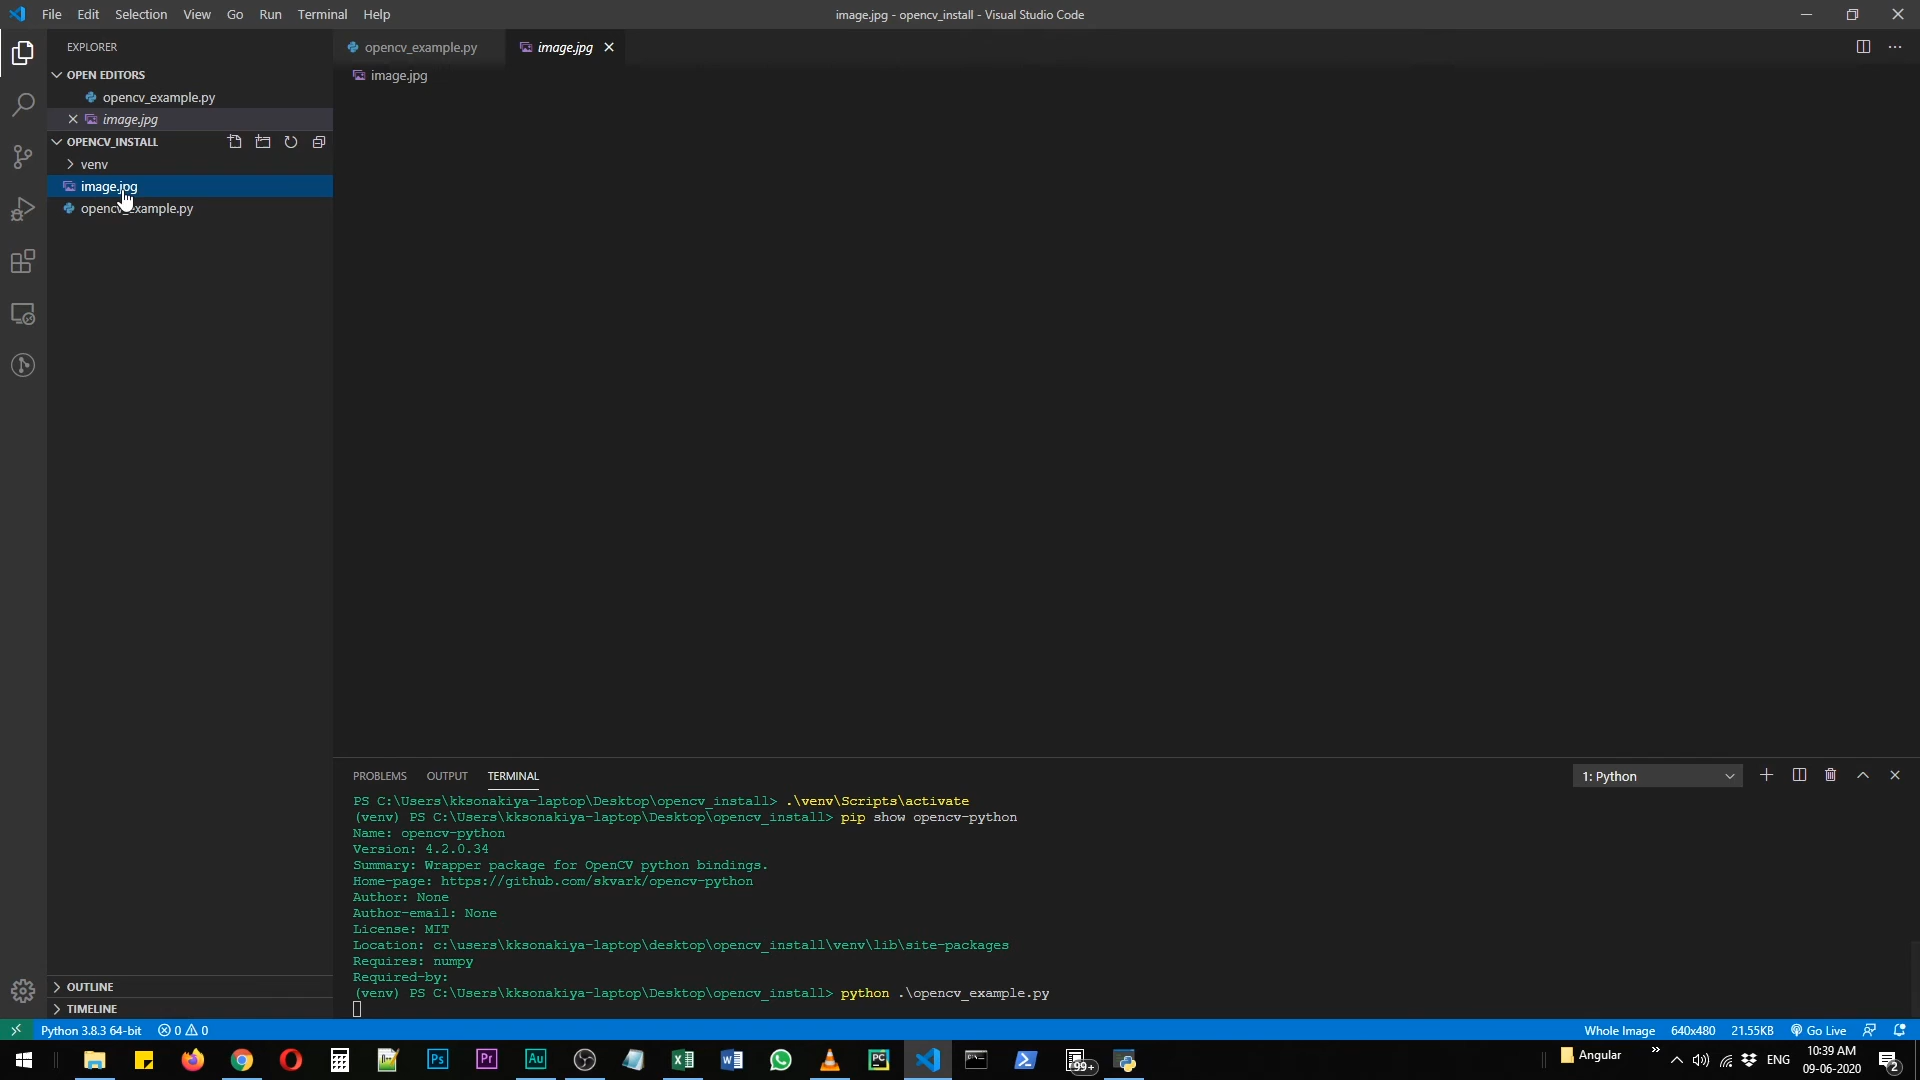 File Edit Selection View Go Run Terminal Help
image.jpg - opencv_install - Visual Studio Code
EXPLORER
opencv_example.py
image.jpg
OPEN EDITORS
image.jpg
opencv_example.py
image.jpg
OPENCV_INSTALL
venv
image.jpg
opencv_example.py
PROBLEMS OUTPUT TERMINAL
1: Python
PS C:\Users\kksonakiya-laptop\Desktop\opencv_install> .\venv\Scripts\activate
(venv) PS C:\Users\kksonakiya-laptop\Desktop\opencv_install> pip show opencv-python
Name: opencv-python
Version: 4.2.0.34
Summary: Wrapper package for OpenCV python bindings.
Home-page: https://github.com/skvark/opencv-python
Author: None
Author-email: None
License: MIT
Location: c:\users\kksonakiya-laptop\desktop\opencv_install\venv\lib\site-packages
Requires: numpy
Required-by:
(venv) PS C:\Users\kksonakiya-laptop\Desktop\opencv_install> python .\opencv_example.py
OUTLINE
TIMELINE
Python 3.8.3 64-bit 0 0
Whole Image 640x480 21.55KB Go Live
Ps Pr Au PC 99+
Angular
ENG
10:39 AM
09-06-2020
2